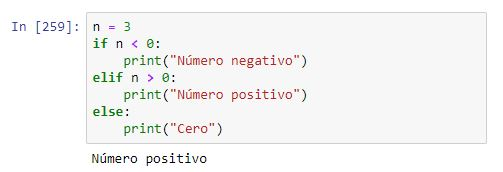 In [259]: n = 3
if n < 0:
    print("Número negativo")
elif n > 0:
    print("Número positivo")
else:
    print("Cero")
Número positivo